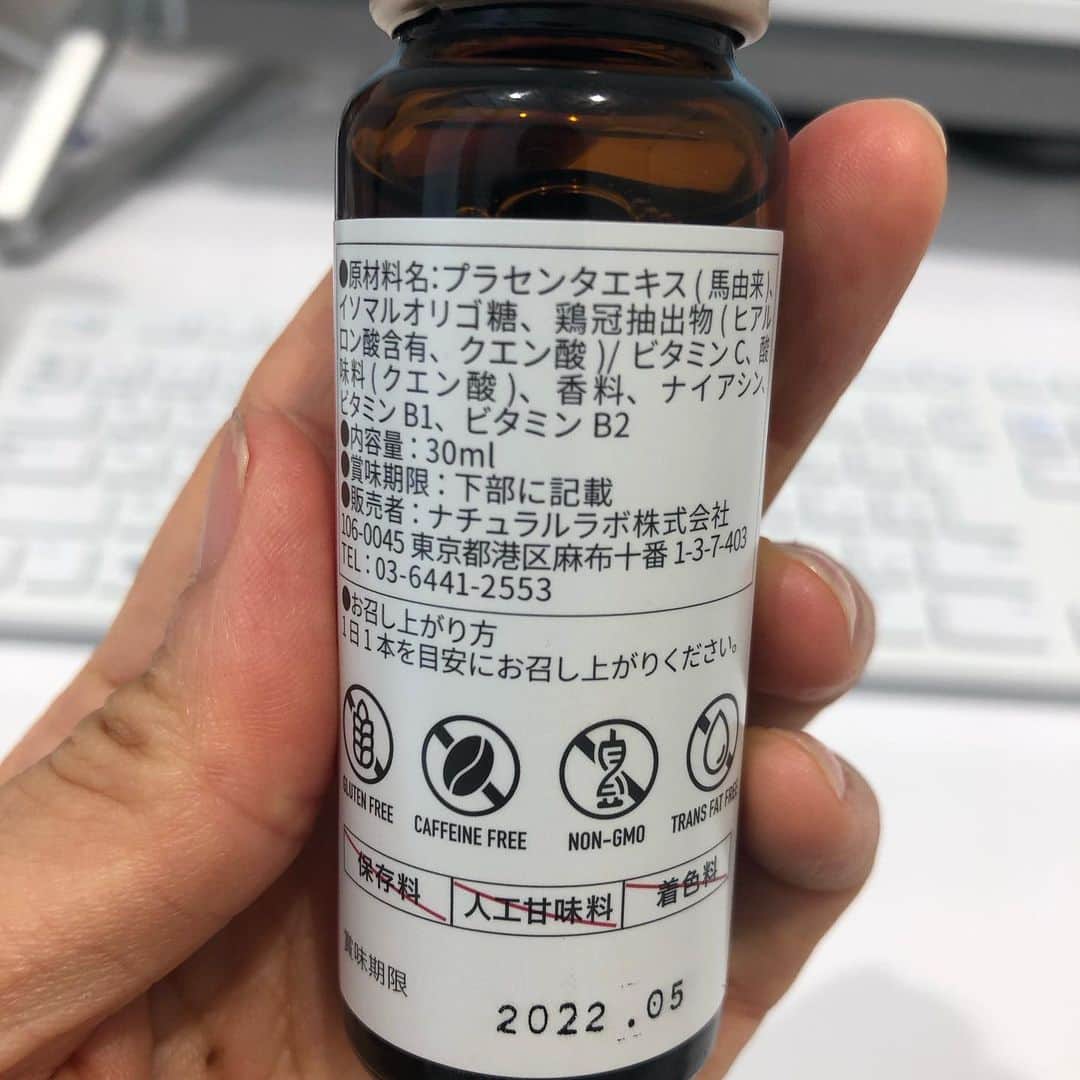 ●原材料名:プラセンタエキス(馬由来)、
イソマルオリゴ糖、鶏冠抽出物(ヒアル
ロン酸含有、クエン酸)/ビタミンC、酸
味料(クエン酸)、香料、ナイアシン、
ビタミンB1、ビタミンB2
●内容量:30ml
●賞味期限:下部に記載
●販売者:ナチュラルラボ株式会社
106-0045 東京都港区麻布十番1-3-7-403
TEL:03-6441-2553
●お召し上がり方
1日1本を目安にお召し上がりください。
GLUTEN FREE
CAFFEINE FREE
NON-GMO
TRANS FAT FREE
保存料
人工甘味料
着色料
賞味期限
2022.05